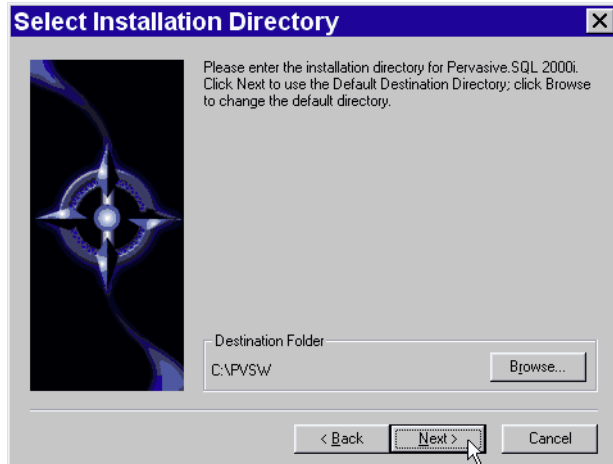 Select Installation Directory
Please enter the installation directory for Pervasive.SQL 2000i.
Click Next to use the Default Destination Directory; click Browse
to change the default directory.
Destination Folder
C:\PVSW
Browse...
< Back
Next >
Cancel